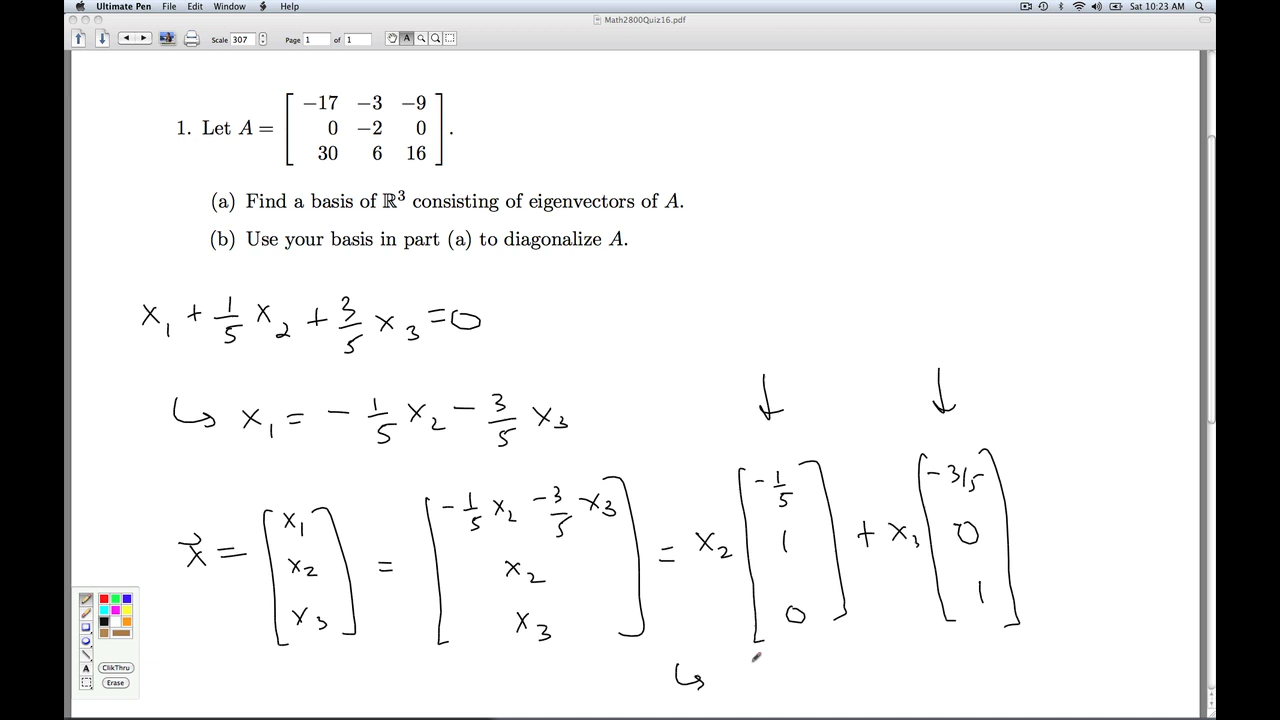 Ultimate Pen File Edit Window Help Sat 10:23 AM
Math2800Quiz16.pdf
Scale 307 Page 1 of 1 A
1. Let A = [ −17 −3 −9
0 −2 0
30 6 16 ].
(a) Find a basis of ℝ³ consisting of eigenvectors of A.
(b) Use your basis in part (a) to diagonalize A.
x₁ + 1/5 x₂ + 3/5 x₃ = 0
↳ x₁ = − 1/5 x₂ − 3/5 x₃
↓ ↓
x⃗ = [x₁ x₂ x₃] = [−1/5 x₂ −3/5 x₃ x₂ x₃] = x₂ [−1/5 1 0] + x₃ [−3/5 0 1]
↳
A
ClikThru
Erase